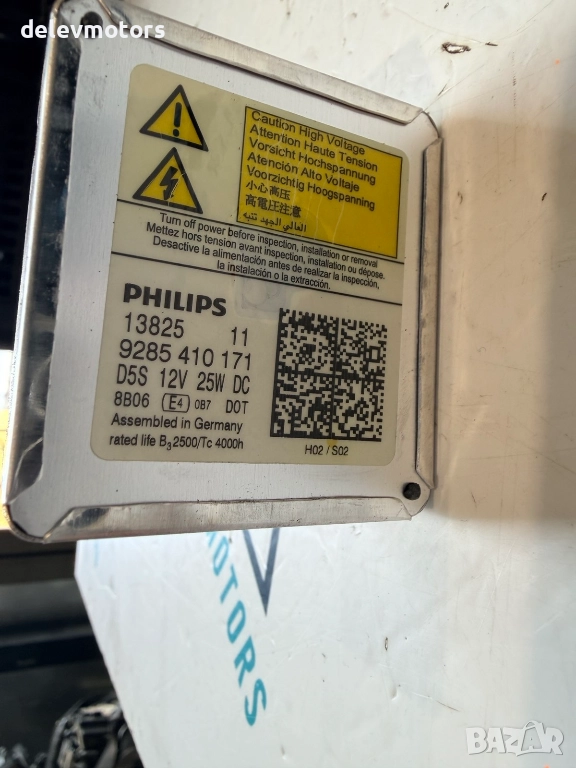 delevmotors
Caution High Voltage
Attention Haute Tension
Vorsicht Hochspannung
Atención Alto Voltaje
Voorzichtig Hoogspanning
小心高压
高電圧注意
Turn off power before inspection, installation or removal
Mettez hors tension avant inspection, installation ou dépose.
Desactive la alimentación antes de realizar la inspección,
la instalación o la extracción.
PHILIPS
13825 11
9285 410 171
D5S 12V 25W DC
8B06 E4 0B7 DOT
Assembled in Germany
rated life B3 2500/Tc 4000h
H02 / S02
MOTORS
BAZAR